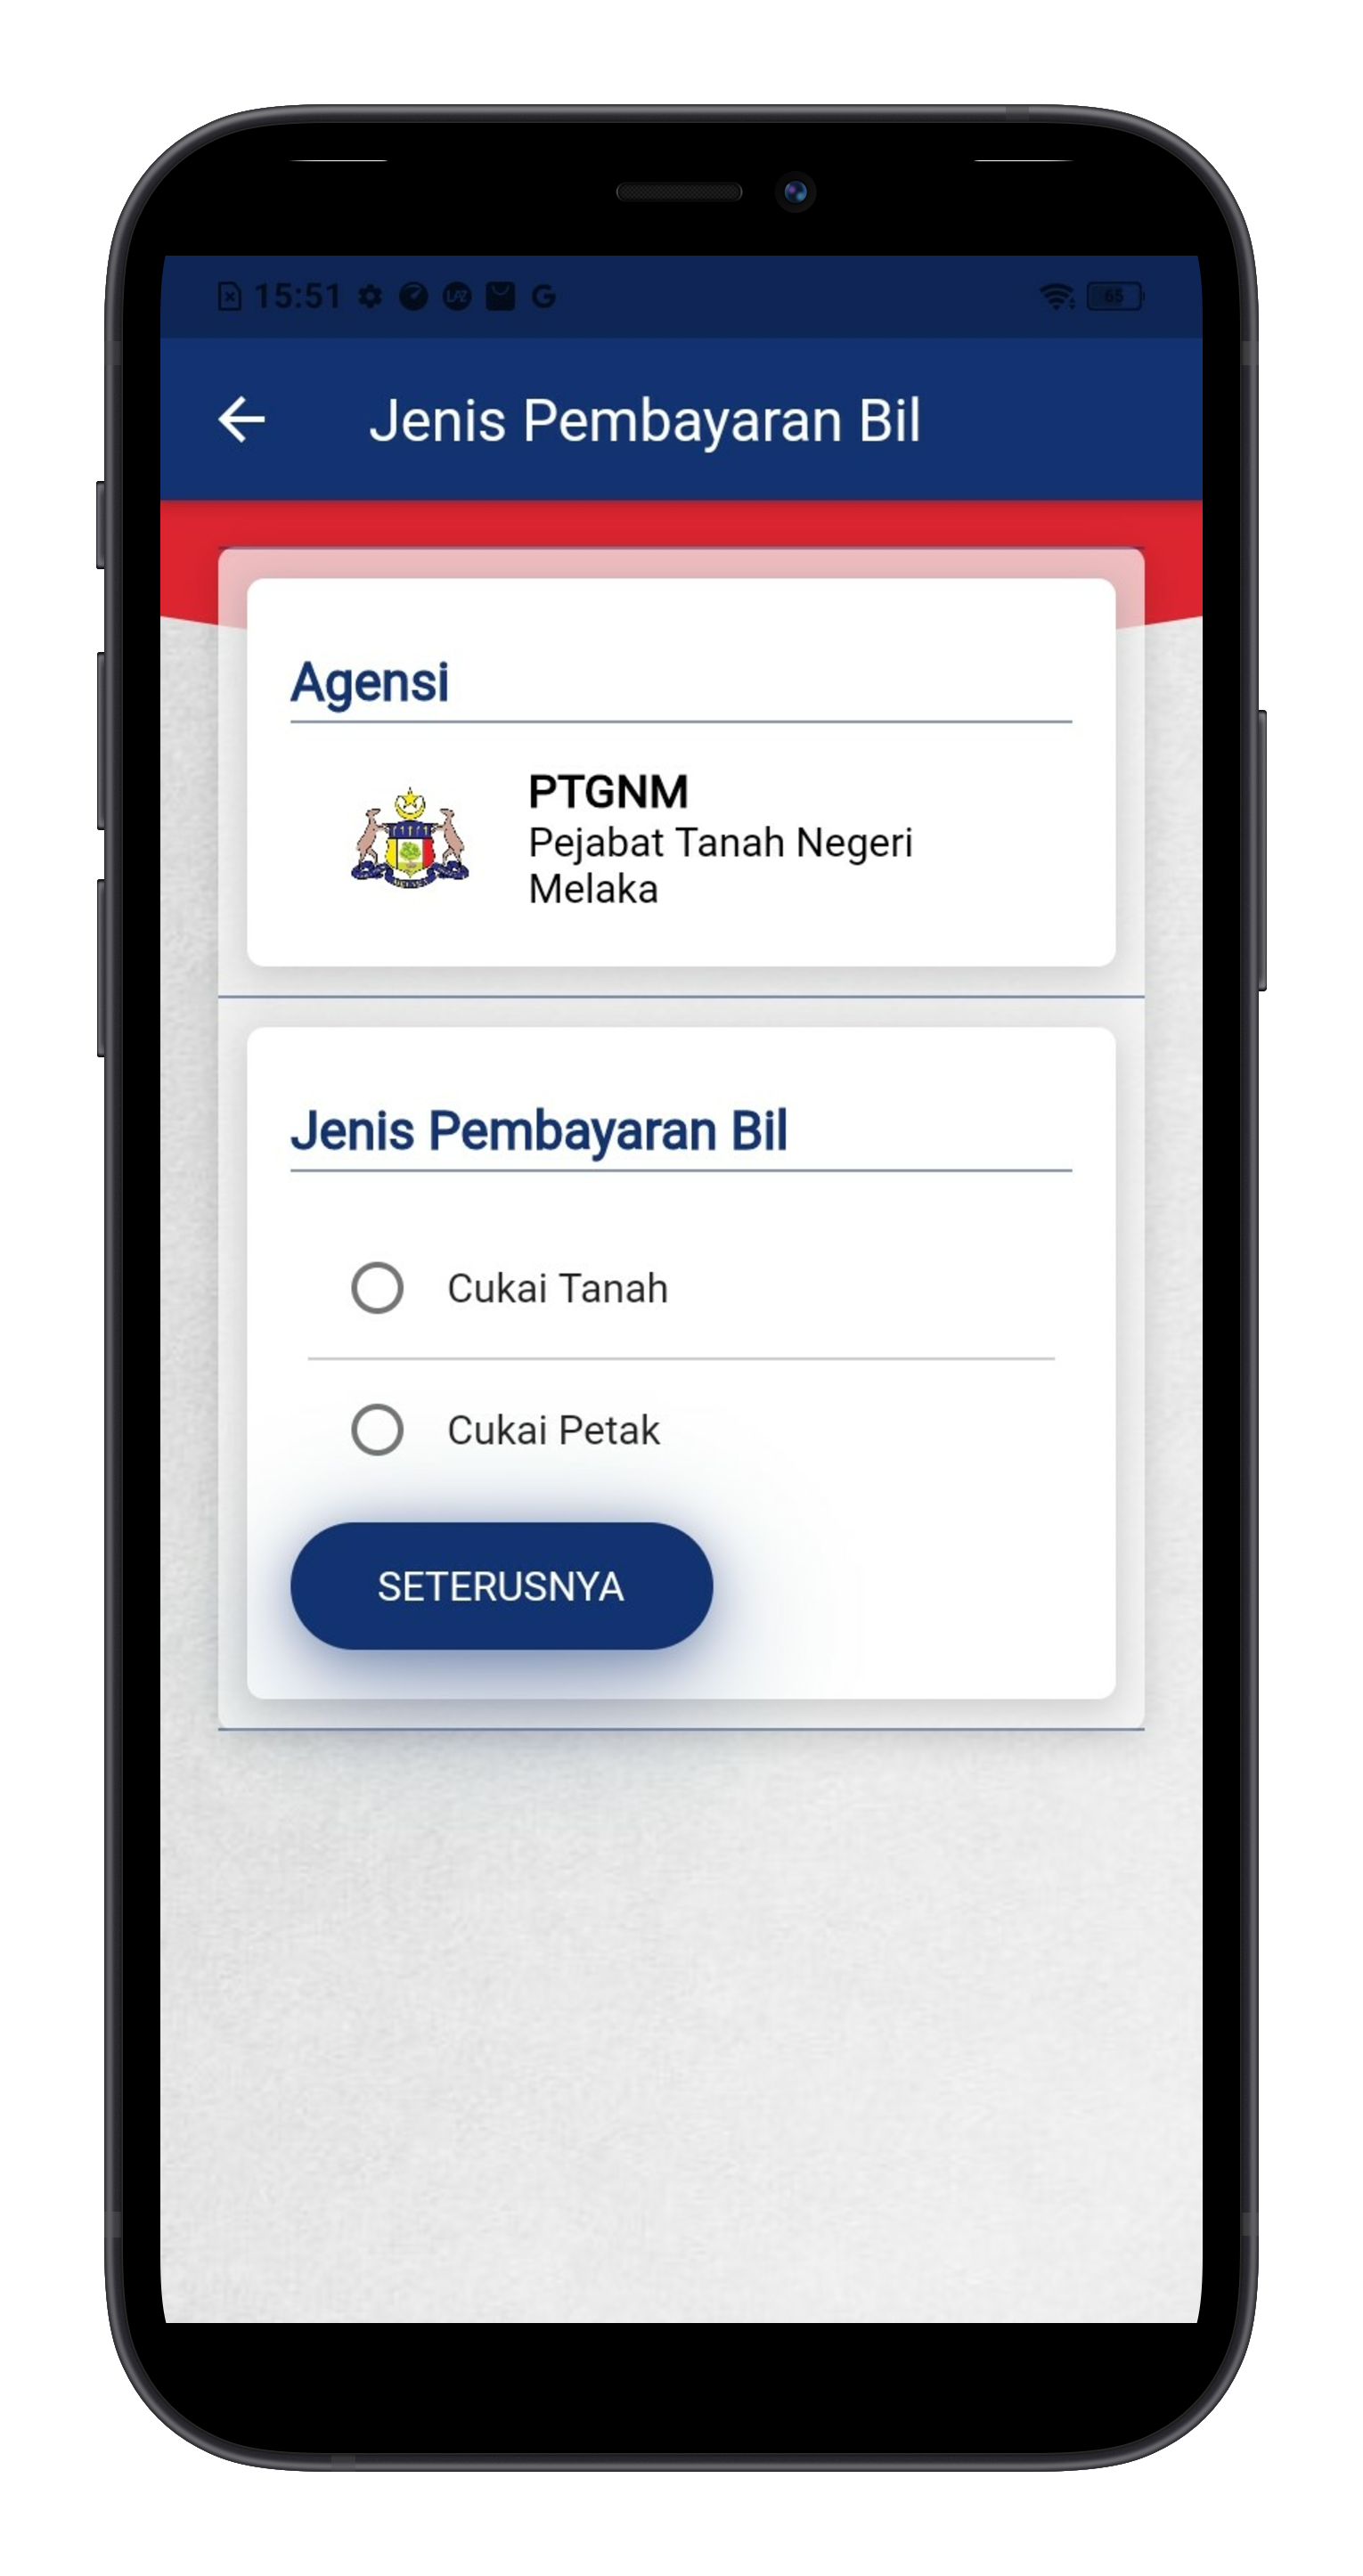 15:51
65
Jenis Pembayaran Bil
Agensi
PTGNM
Pejabat Tanah Negeri
Melaka
Jenis Pembayaran Bil
Cukai Tanah
Cukai Petak
SETERUSNYA